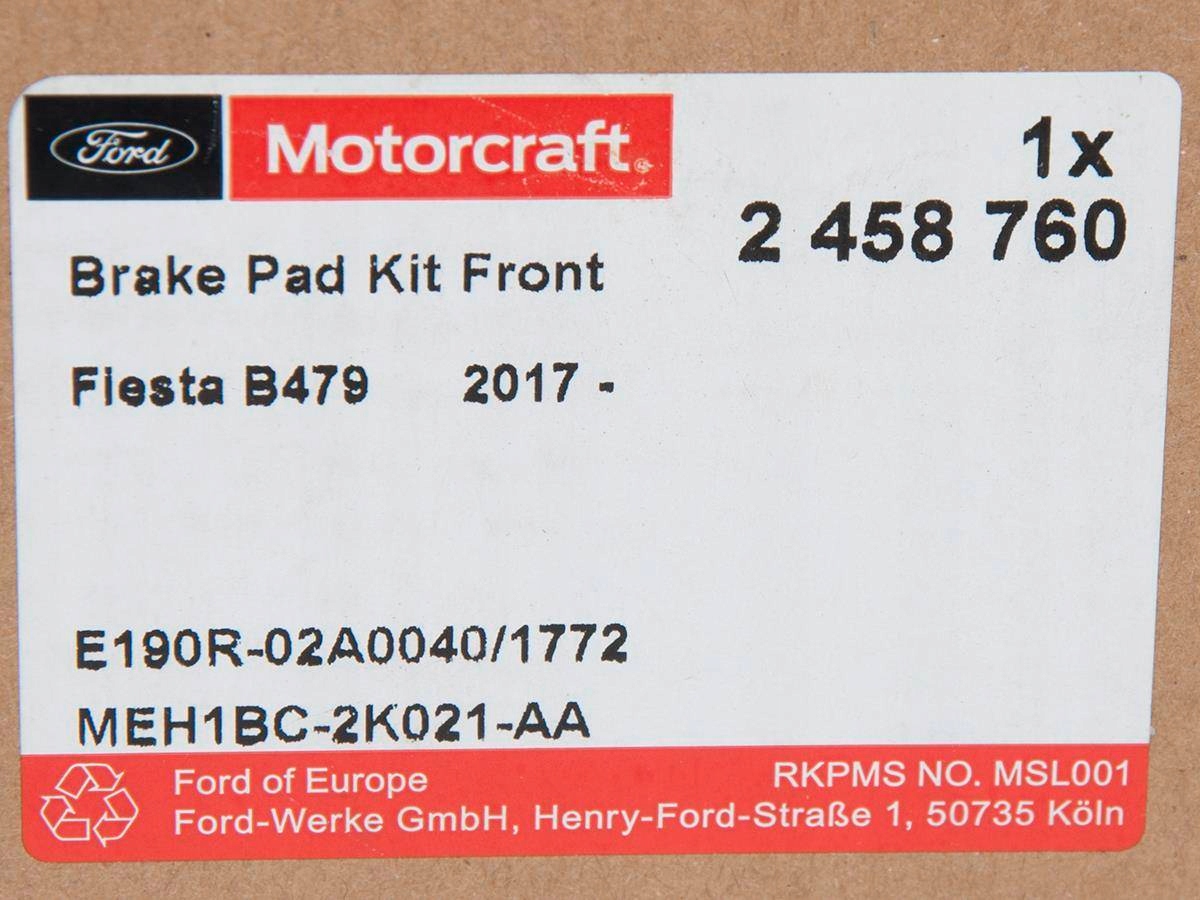 Ford Motorcraft
1x
2 458 760
Brake Pad Kit Front
Fiesta B479 2017 -
E190R-02A0040/1772
MEH1BC-2K021-AA
Ford of Europe RKPMS NO. MSL001
Ford-Werke GmbH, Henry-Ford-Straße 1, 50735 Köln